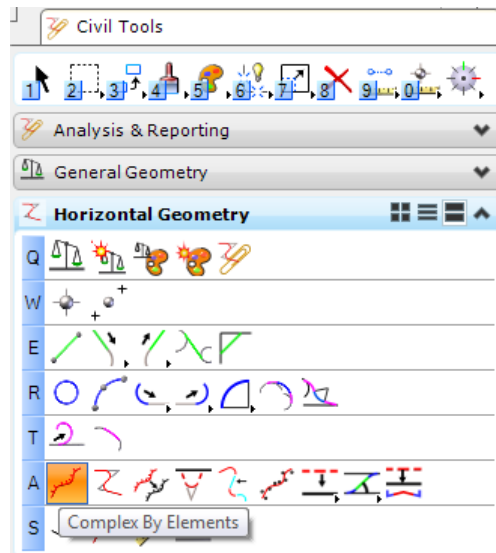 Civil Tools
1 2 3 4 5 6 7 8 9 0
Analysis & Reporting
General Geometry
Horizontal Geometry
Q
W
E
R
T
A
Complex By Elements
S